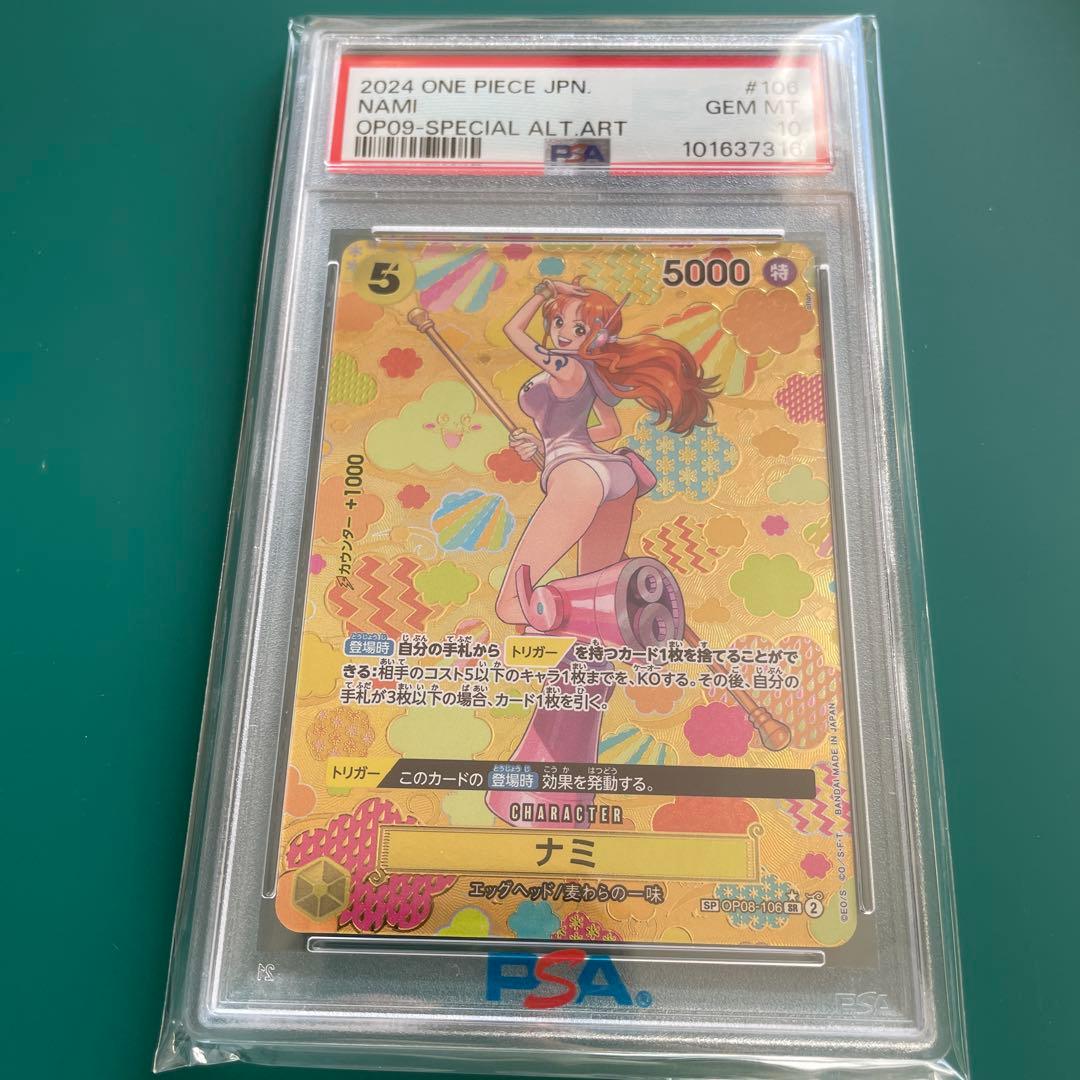 2024 ONE PIECE JPN. #106
NAMI GEM MT
OP09-SPECIAL ALT.ART 10
PSA 101637316
5 5000 特
カウンター +1000
登場時 自分の手札から トリガー を持つカード1枚を捨てることがで
きる:相手のコスト5以下のキャラ1枚までを、KOする。その後、自分の
手札が3枚以下の場合、カード1枚を引く。
トリガー このカードの 登場時 効果を発動する。
CHARACTER
ナミ
エッグヘッド/麦わらの一味
SP OP08-106 SR 2
©EO/S ©O/S・F・T BANDAI MADE IN JAPAN
PSA®
PSA